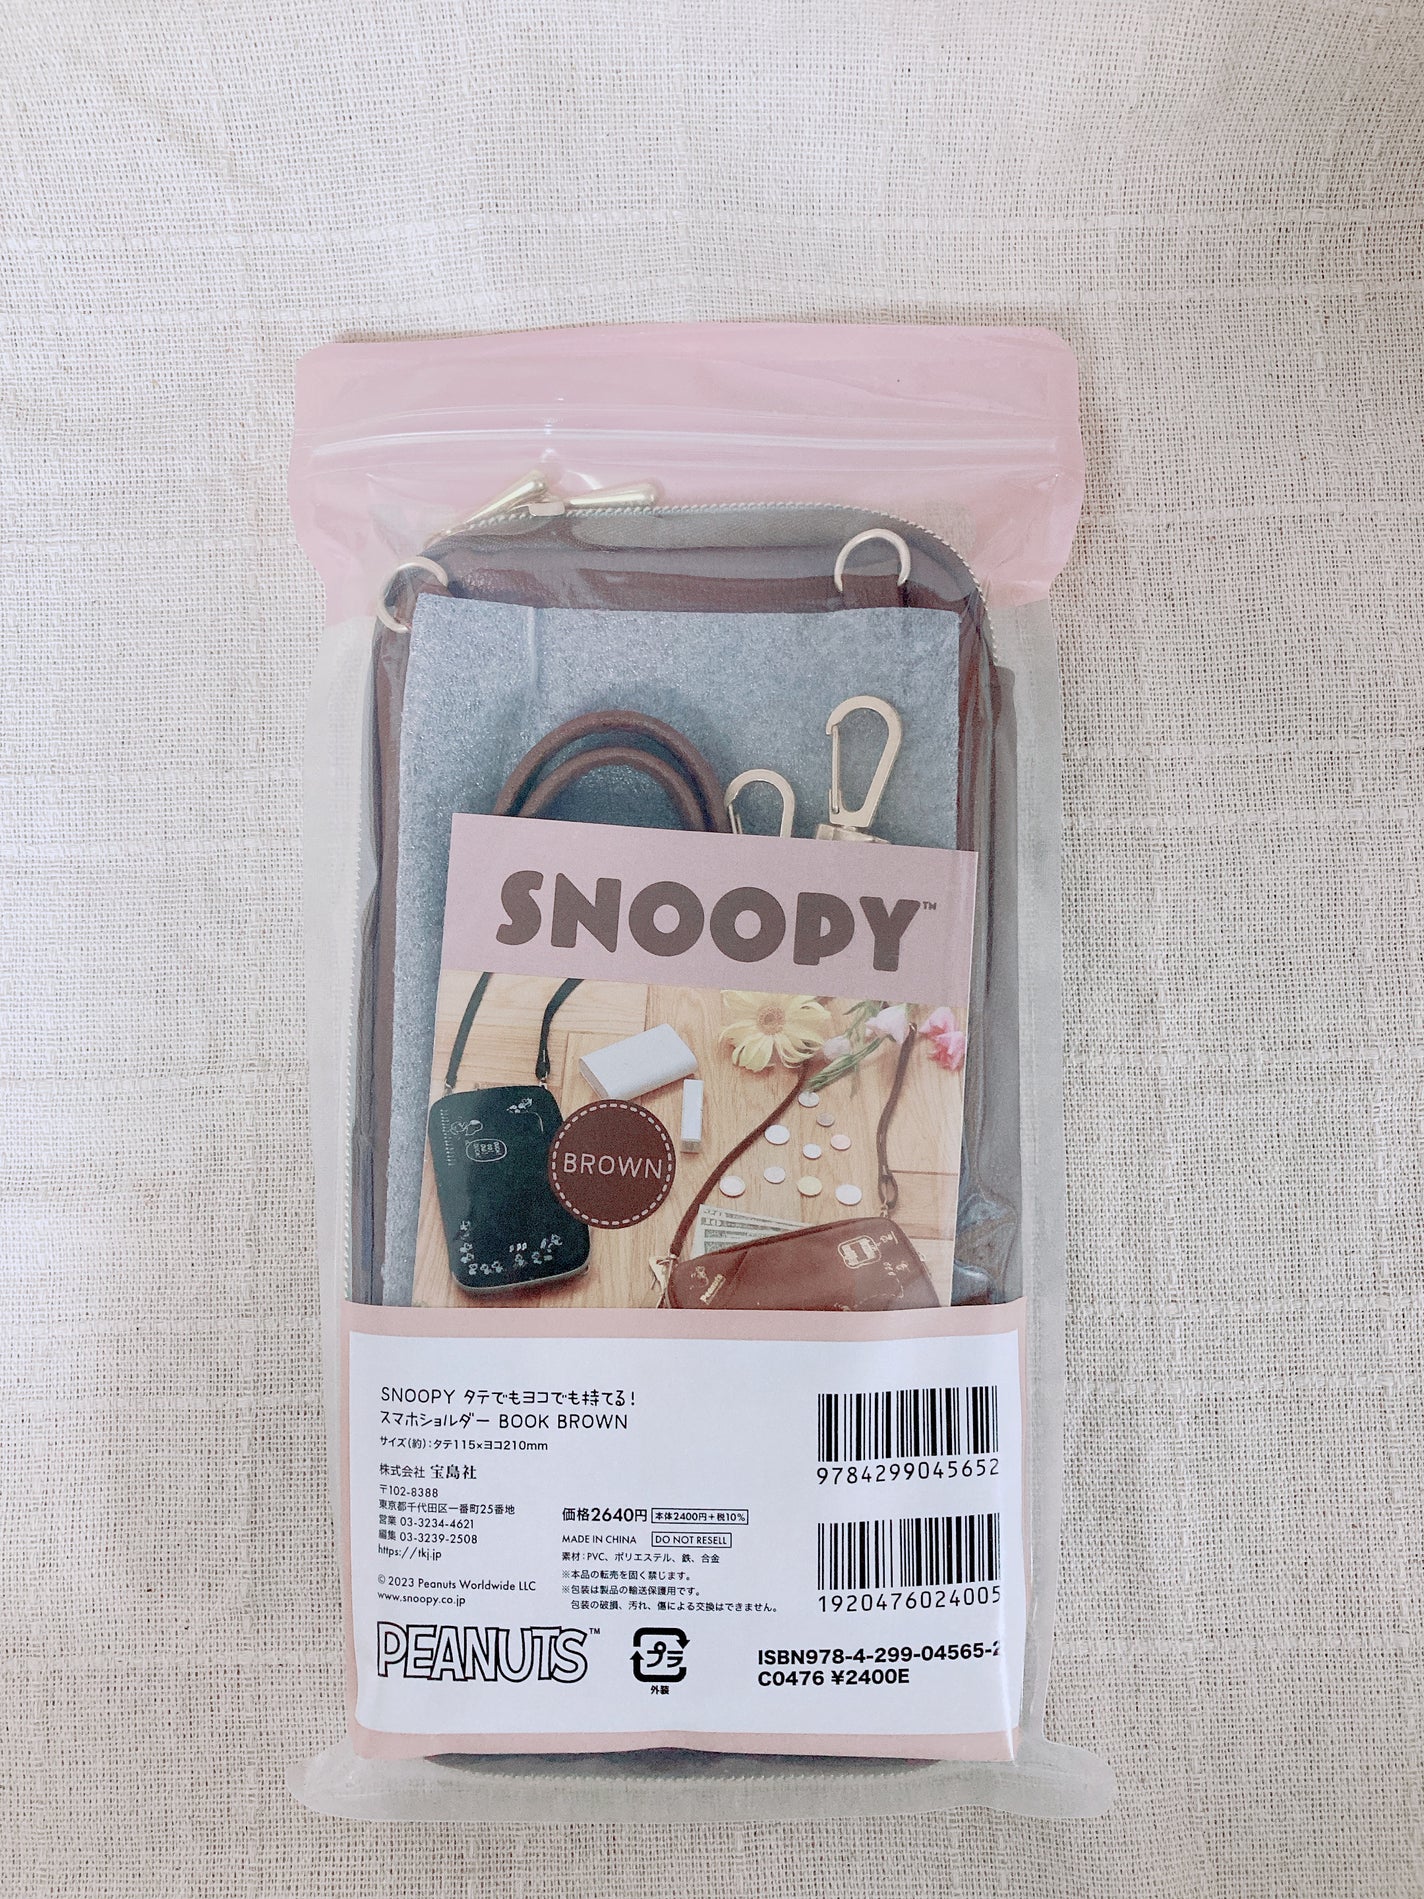 SNOOPY™
BROWN
SNOOPY タテでもヨコでも持てる!
スマホショルダー BOOK BROWN
サイズ(約):タテ115×ヨコ210mm
株式会社 宝島社
〒102-8388
東京都千代田区一番町25番地
営業 03-3234-4621
編集 03-3239-2508
https://tkj.jp
© 2023 Peanuts Worldwide LLC
www.snoopy.co.jp
PEANUTS™
価格2640円 本体2400円+税10%
MADE IN CHINA DO NOT RESELL
素材:PVC、ポリエステル、鉄、合金
※本品の転売を固く禁じます。
※包装は製品の輸送保護用です。
包装の破損、汚れ、傷による交換はできません。
プラ
外装
9784299045652
1920476024005
ISBN978-4-299-04565-2
C0476 ¥2400E